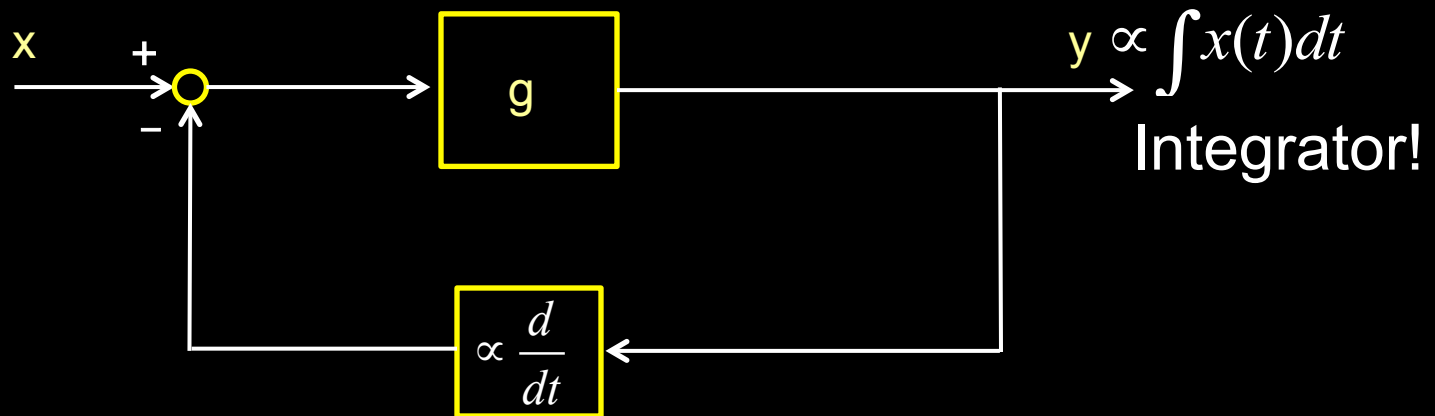 x
+
−
g
y ∝ ∫x(t)dt
Integrator!
∝ d/dt